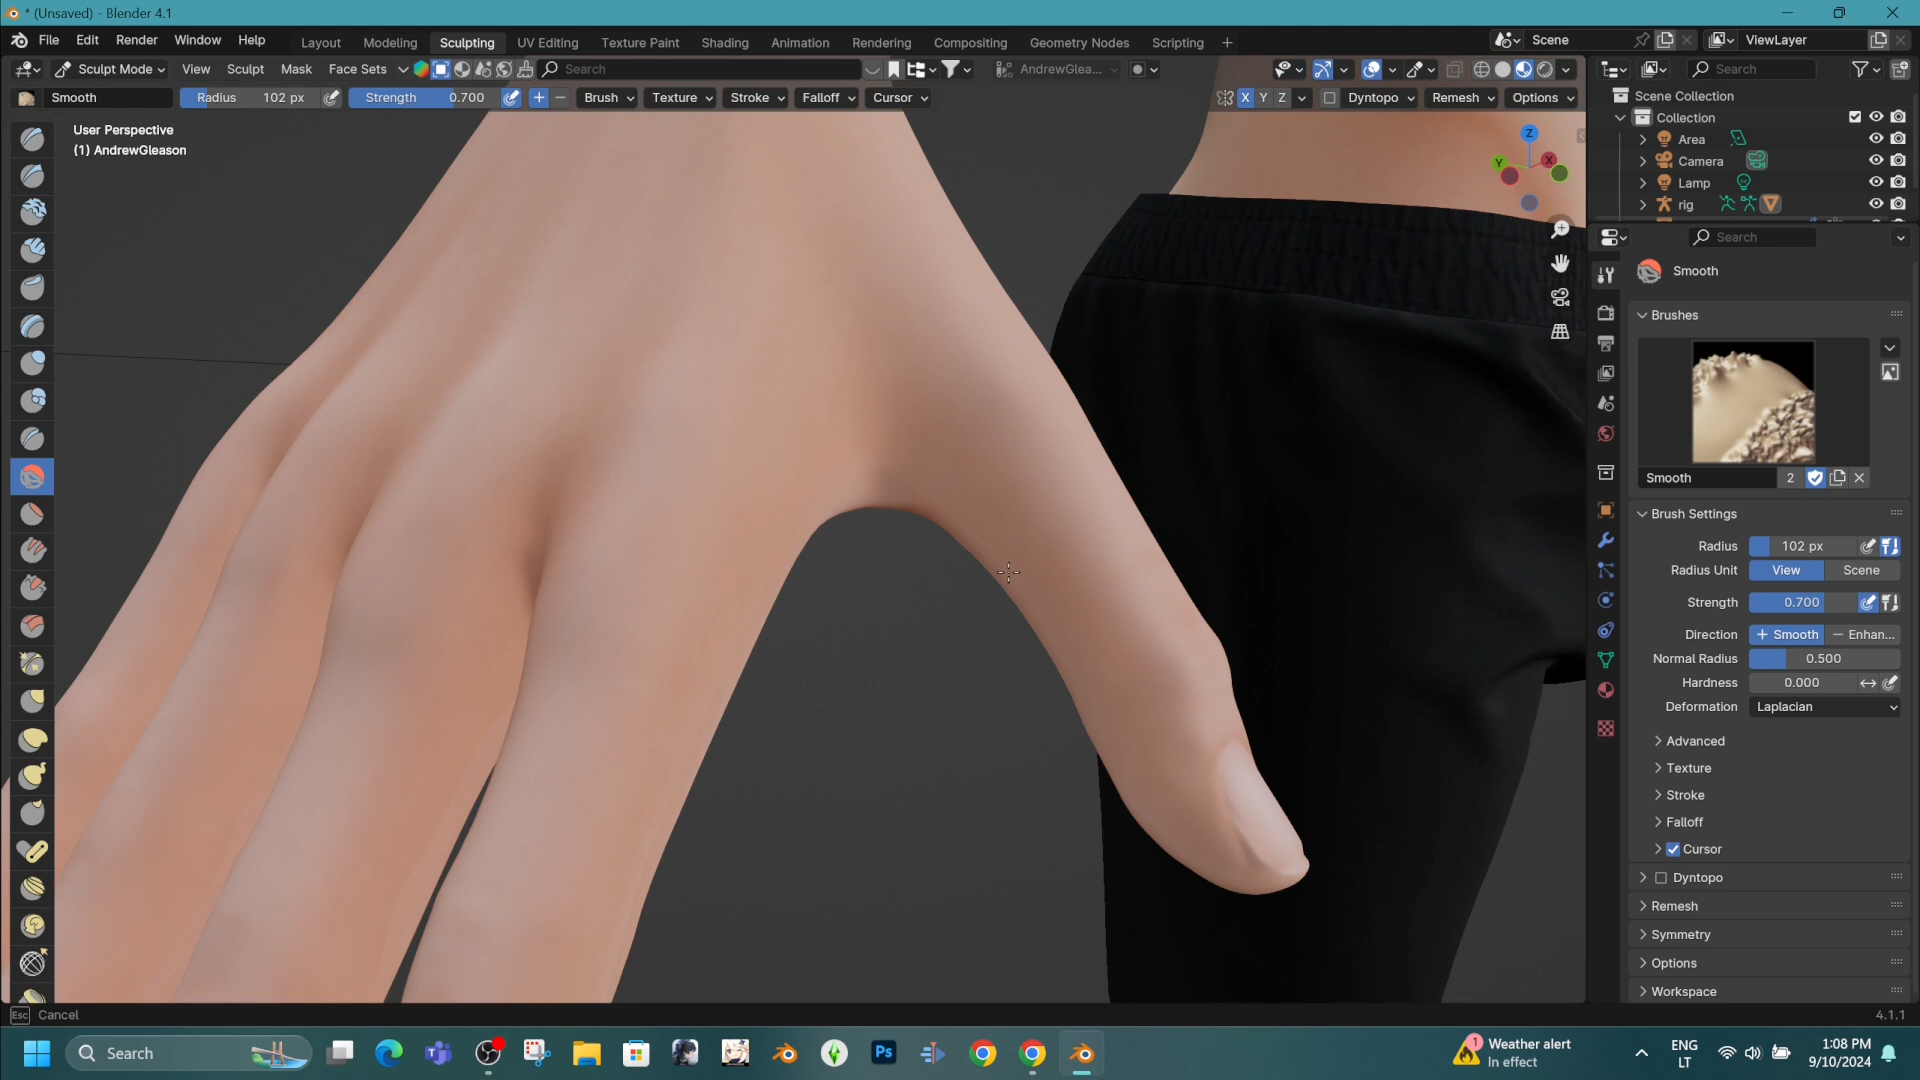 * (Unsaved) - Blender 4.1
File Edit Render Window Help Layout Modeling Sculpting UV Editing Texture Paint Shading Animation Rendering Compositing Geometry Nodes Scripting + Scene ViewLayer
Sculpt Mode View Sculpt Mask Face Sets Search AndrewGlea... Search
Smooth Radius 102 px Strength 0.700 + − Brush Texture Stroke Falloff Cursor X Y Z Dyntopo Remesh Options
User Perspective
(1) AndrewGleason
Z
Y
X
Scene Collection
Collection
Area
Camera
Lamp
rig
Search
Smooth
Brushes
Smooth 2
Brush Settings
Radius 102 px
Radius Unit View Scene
Strength 0.700
Direction + Smooth − Enhan...
Normal Radius 0.500
Hardness 0.000
Deformation Laplacian
Advanced
Texture
Stroke
Falloff
Cursor
Dyntopo
Remesh
Symmetry
Options
Workspace
Esc Cancel
4.1.1
Search
Ps
1
Weather alert
In effect
ENG
LT
1:08 PM
9/10/2024